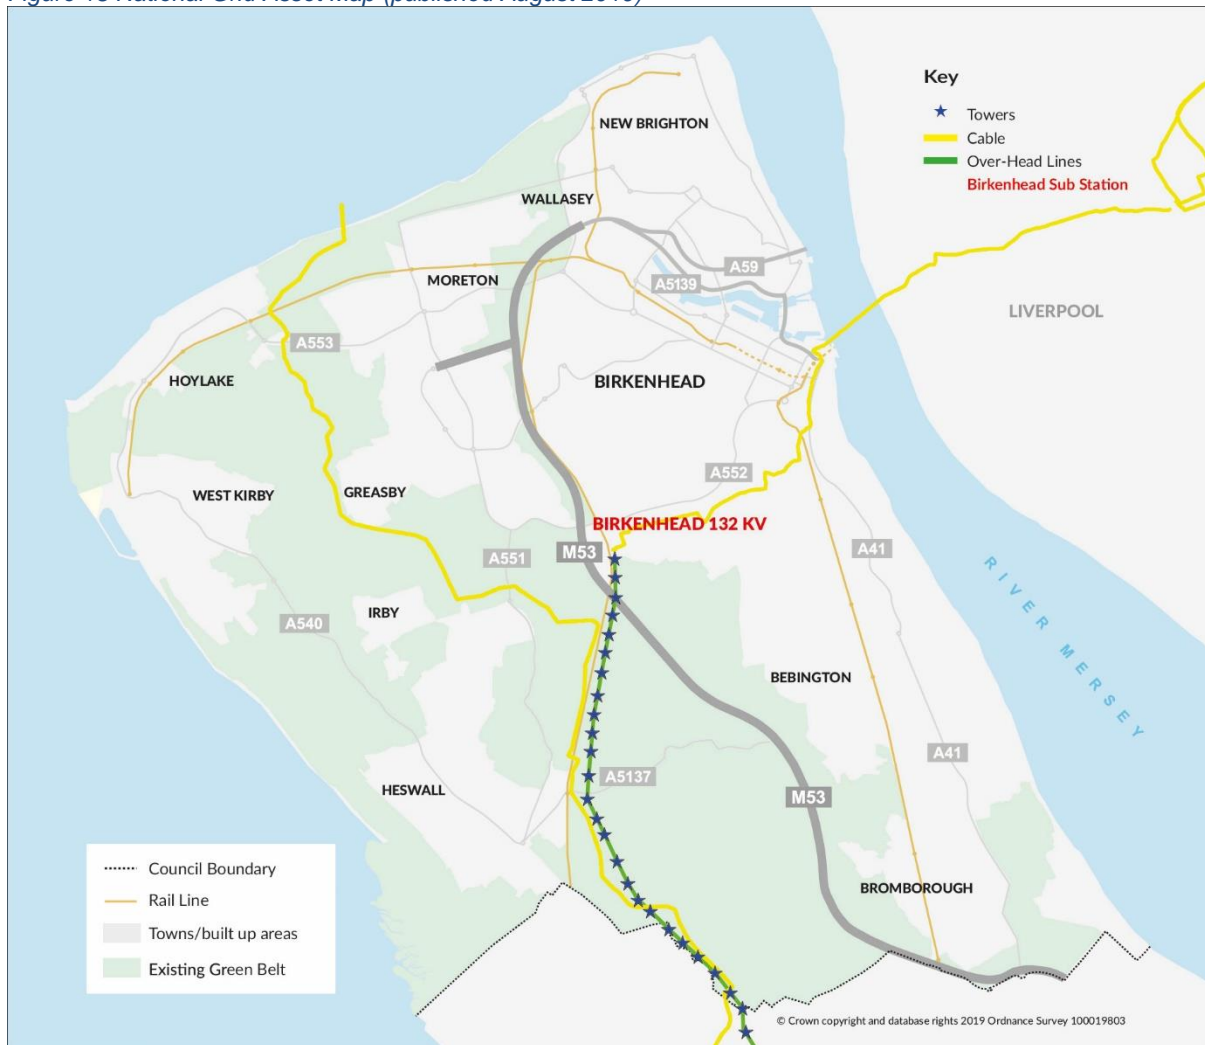 Figure 18 National Grid Asset Map (published August 2019)
Key
Towers
Cable
Over-Head Lines
Birkenhead Sub Station
NEW BRIGHTON
WALLASEY
A59
A5139
MORETON
LIVERPOOL
A553
HOYLAKE
BIRKENHEAD
A552
WEST KIRBY
GREASBY
BIRKENHEAD 132 KV
A551
M53
A41
RIVER MERSEY
IRBY
A540
BEBINGTON
A41
A5137
HESWALL
M53
BROMBOROUGH
Council Boundary
Rail Line
Towns/built up areas
Existing Green Belt
© Crown copyright and database rights 2019 Ordnance Survey 100019803